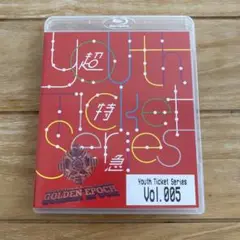 Youth
超
ticket
特
series
急
GOLDEN EPOCH
Youth Ticket Series
Vol.005